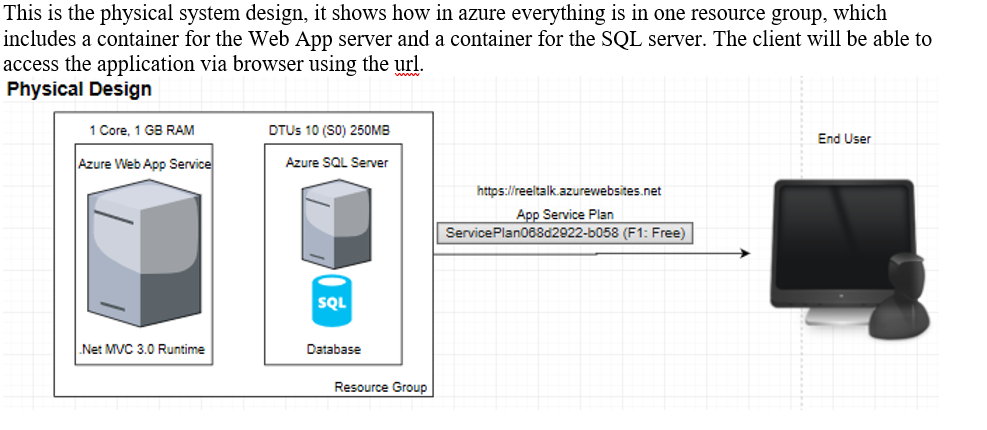 This is the physical system design, it shows how in azure everything is in one resource group, which
includes a container for the Web App server and a container for the SQL server. The client will be able to
access the application via browser using the url.
Physical Design
1 Core, 1 GB RAM
DTUs 10 (S0) 250MB
End User
Azure Web App Service
Azure SQL Server
https://reeltalk.azurewebsites.net
App Service Plan
ServicePlan068d2922-b058 (F1: Free)
SQL
.Net MVC 3.0 Runtime
Database
Resource Group